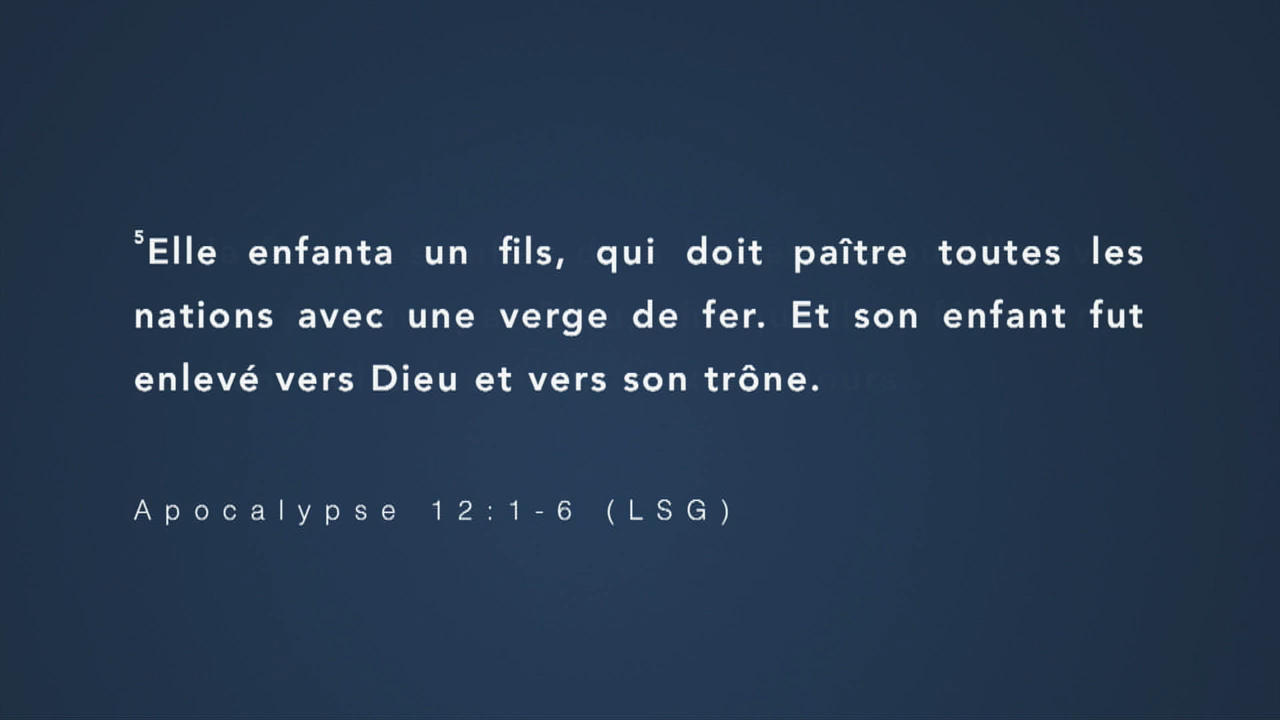 ⁵Elle enfanta un fils, qui doit paître toutes les
nations avec une verge de fer. Et son enfant fut
enlevé vers Dieu et vers son trône.
Apocalypse 12:1-6 (LSG)